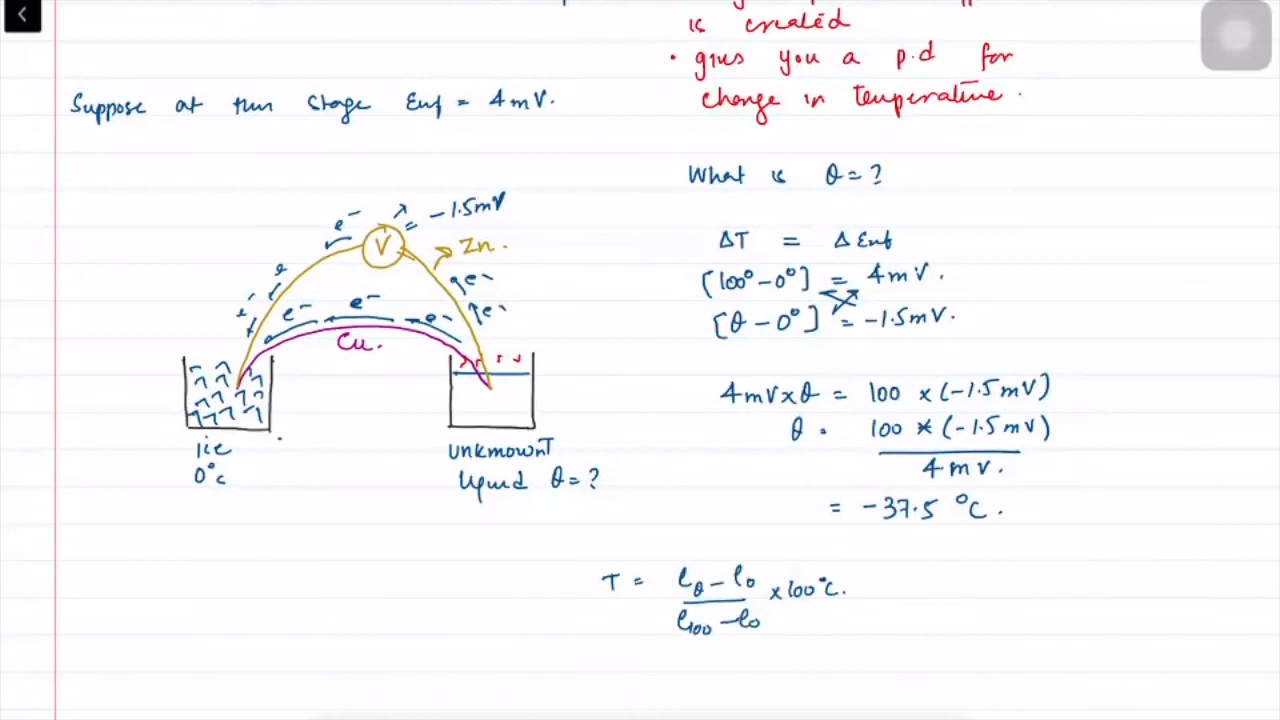 is created
• gives you a p.d for
change in temperature.
Suppose at this stage Emf = 4mV.
What is θ = ?
e⁻ V = -1.5mV
Zn.
e e⁻
e⁻ e⁻ e⁻ e⁻ e⁻
Cu.
ice
0°c
unknown
liquid θ = ?
ΔT = ΔEmf
[100° - 0°] = 4mV.
[θ - 0°] = -1.5mV.
4mV x θ = 100 x (-1.5mV)
θ = 100 * (-1.5mV)
4mV.
= -37.5 °C.
T = lθ - l0 x 100°C.
l100 - l0